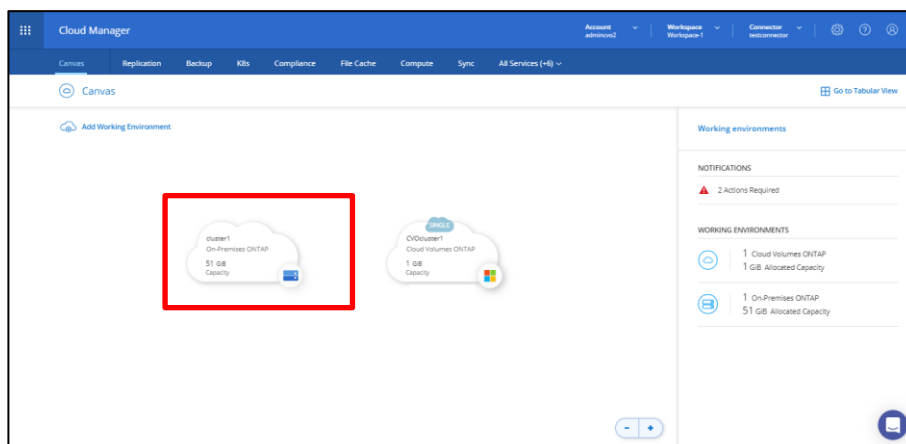 Cloud Manager
Account
admincvo2
Workspace
Workspace-1
Connector
testconnector
Canvas Replication Backup K8s Compliance File Cache Compute Sync All Services (+6)
Canvas
Go to Tabular View
Add Working Environment
cluster1
On-Premises ONTAP
51 GiB
Capacity
SINGLE
CVOcluster1
Cloud Volumes ONTAP
1 GiB
Capacity
Working environments
NOTIFICATIONS
2 Actions Required
WORKING ENVIRONMENTS
1 Cloud Volumes ONTAP
1 GiB Allocated Capacity
1 On-Premises ONTAP
51 GiB Allocated Capacity